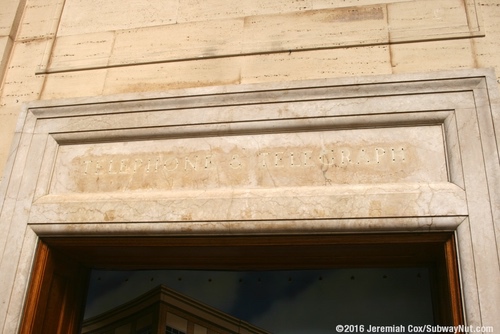 TELEPHONE & TELEGRAPH
©2016 Jeremiah Cox/SubwayNut.com